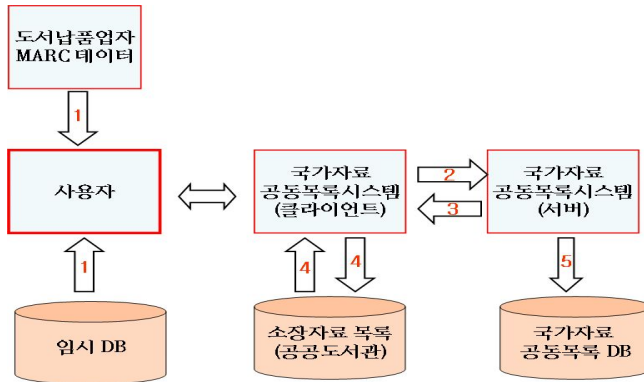 도서납품업자
MARC 데이터
1
사용자
국가자료
공동목록시스템
(클라이언트)
2
3
국가자료
공동목록시스템
(서버)
1
4
4
5
임시 DB
소장자료 목록
(공공도서관)
국가자료
공동목록 DB